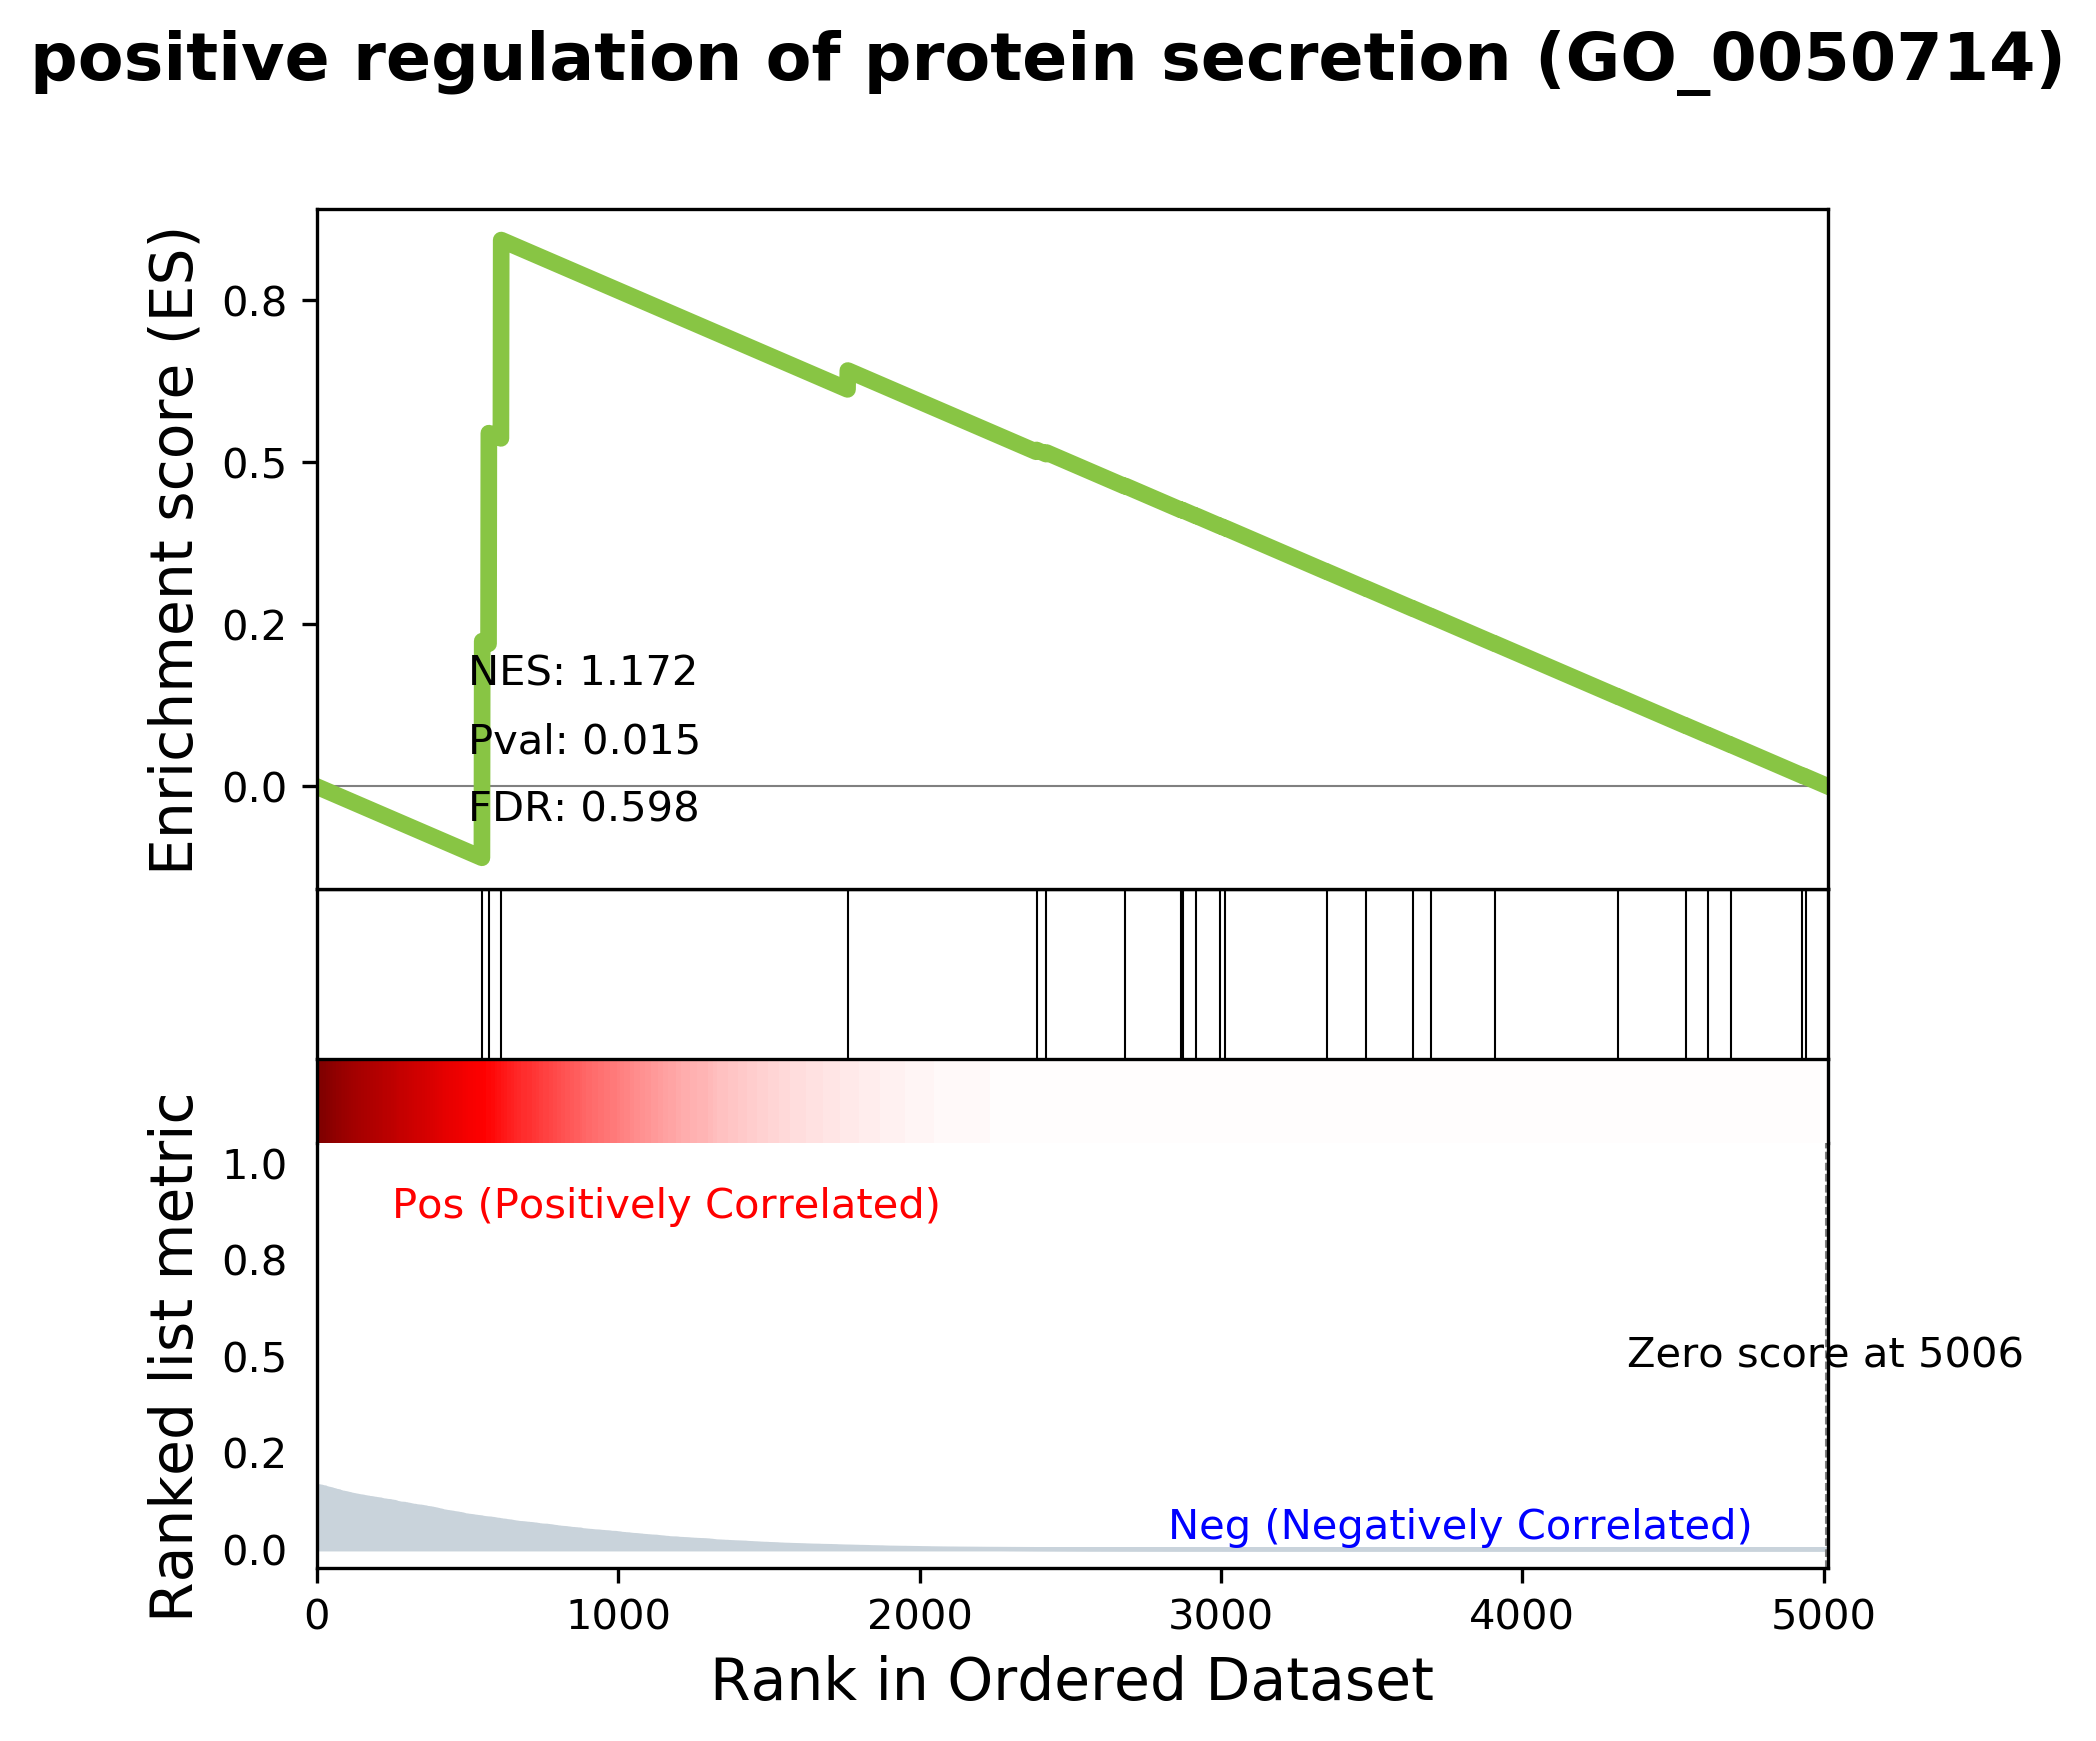 positive regulation of protein secretion (GO_0050714)
Enrichment score (ES)
0.8
0.5
0.2
0.0
NES: 1.172
Pval: 0.015
FDR: 0.598
Ranked list metric
1.0
0.8
0.5
0.2
0.0
Pos (Positively Correlated)
Zero score at 5006
Neg (Negatively Correlated)
0 1000 2000 3000 4000 5000
Rank in Ordered Dataset